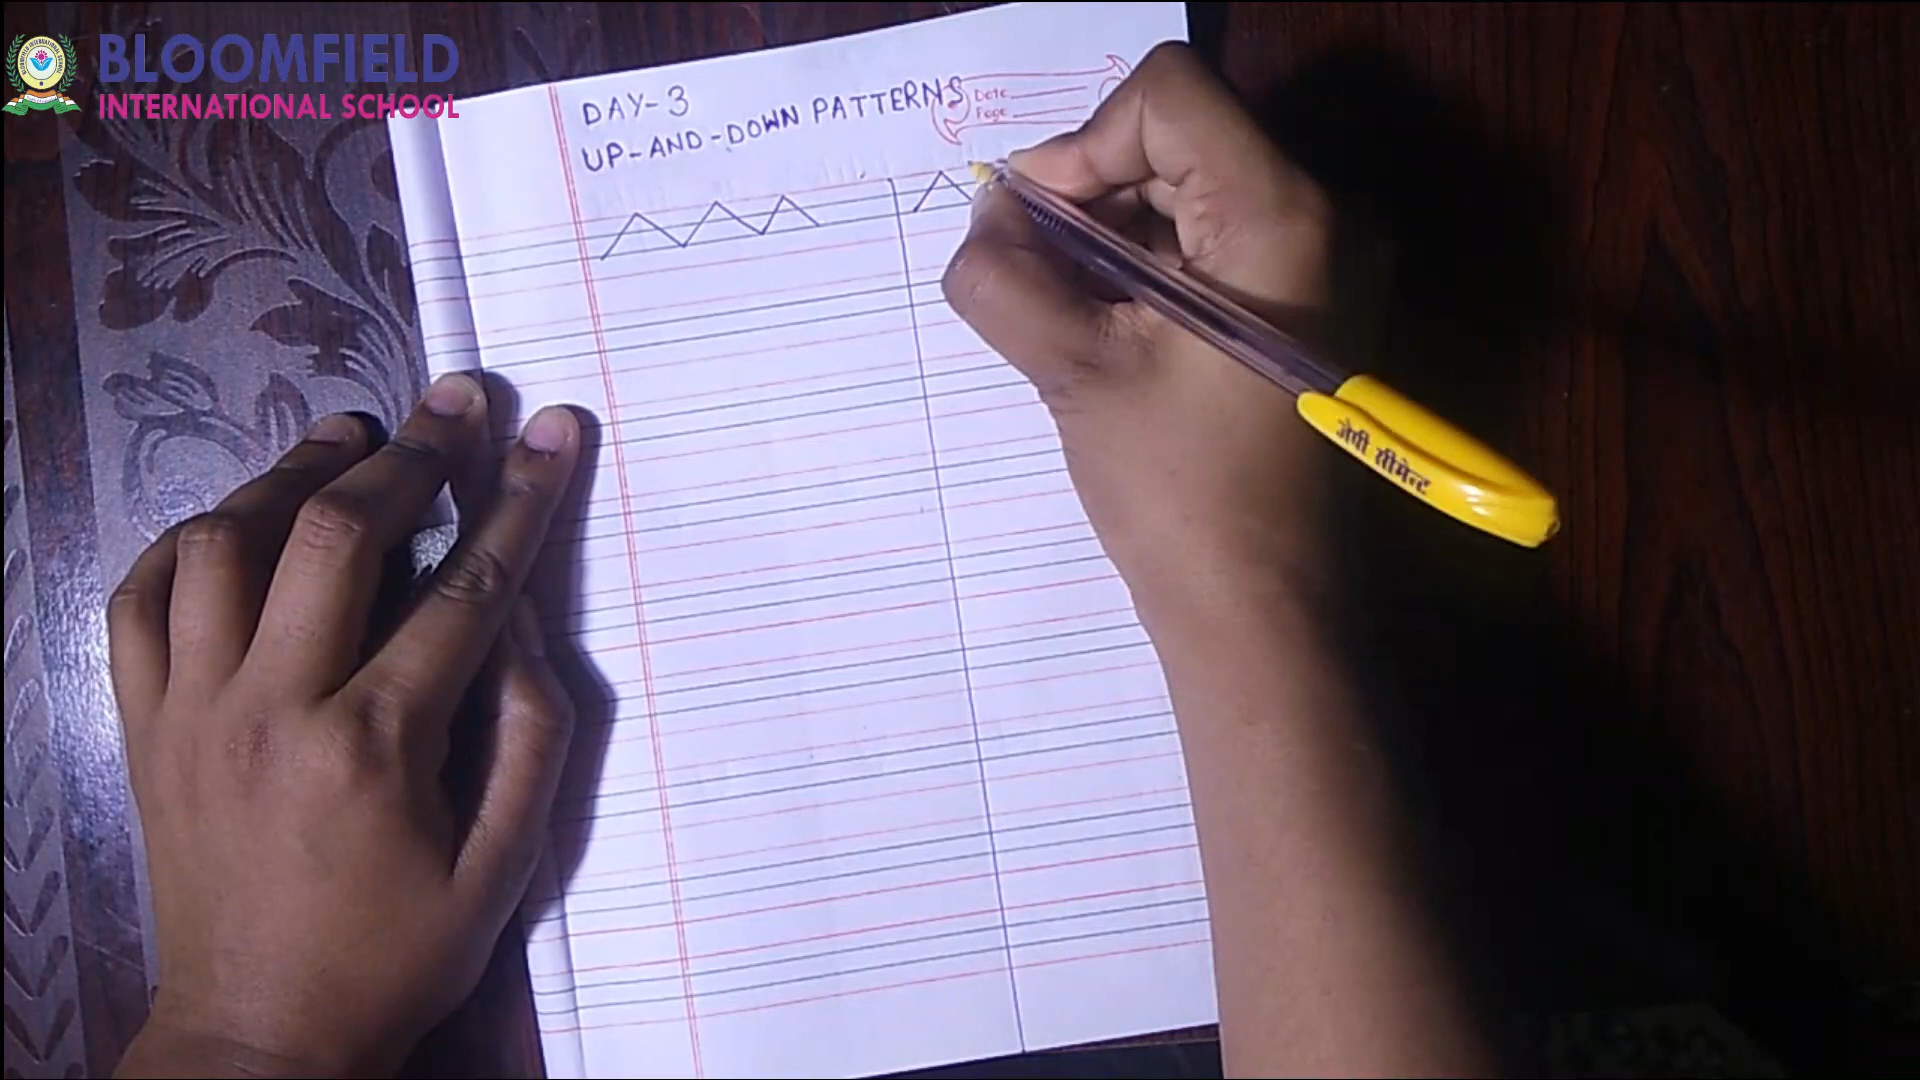 BLOOMFIELD
INTERNATIONAL SCHOOL
DAY-3
UP-AND-DOWN PATTERNS
Date
Page
जेपी सीमेन्ट